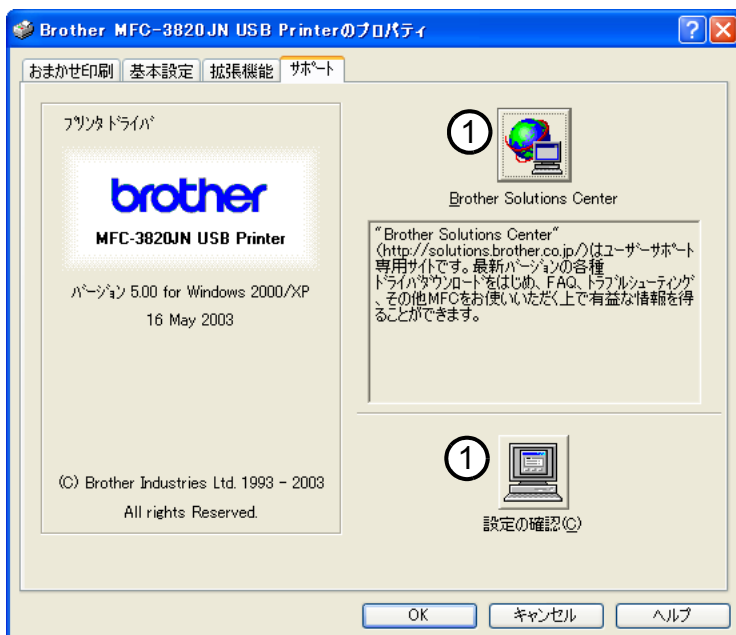 Brother MFC-3820JN USB Printerのプロパティ
おまかせ印刷 基本設定 拡張機能 サポート
プリンタ ドライバ
brother
MFC-3820JN USB Printer
バージョン 5.00 for Windows 2000/XP
16 May 2003
(C) Brother Industries Ltd. 1993 - 2003
All rights Reserved.
①
Brother Solutions Center
"Brother Solutions Center"
(http://solutions.brother.co.jp/)はユーザーサポート
専用サイトです。最新バージョンの各種
ドライバダウンロードをはじめ、FAQ、トラブルシューティング
、その他MFCをお使いいただく上で有益な情報を得
ることができます。
①
設定の確認(C)
OK キャンセル ヘルプ